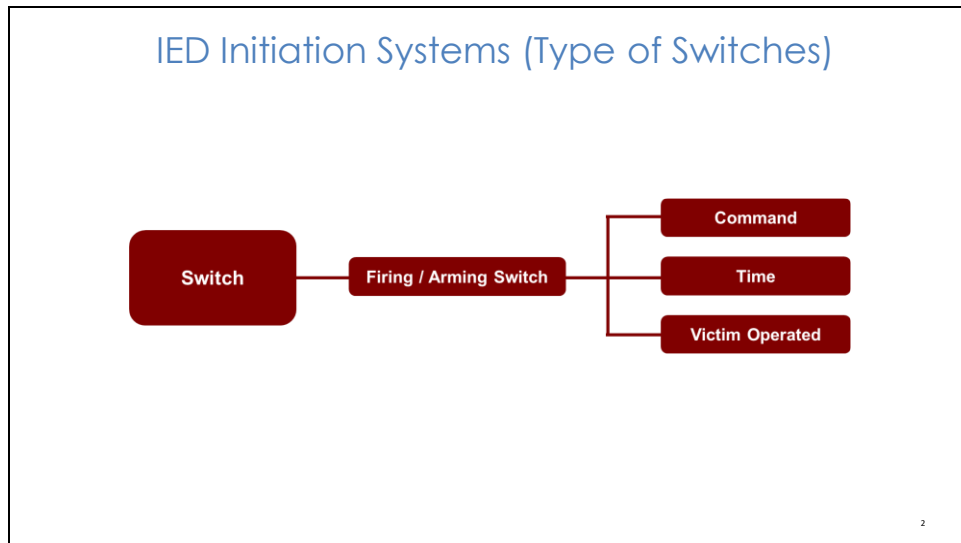 IED Initiation Systems (Type of Switches)
Switch
Firing / Arming Switch
Command
Time
Victim Operated
2